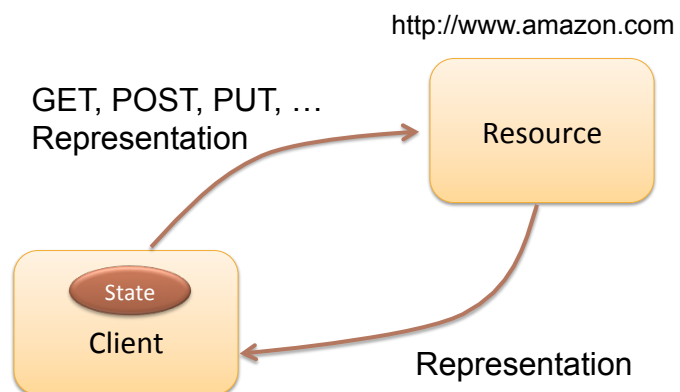 http://www.amazon.com
GET, POST, PUT, …
Representation
Resource
State
Client
Representation